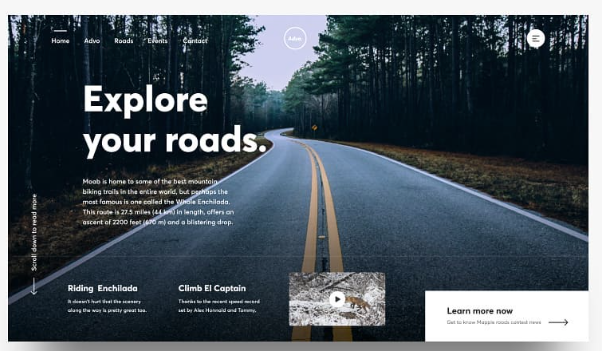 Home Advo Roads Events Contact
Advo
Explore
your roads.
Moab is home to some of the best mountain
biking trails in the entire world, but perhaps the
most famous is one called the Whole Enchilada.
This route is 27.5 miles (44 km) in length, offers an
ascent of 2200 feet (670 m) and a blistering drop.
Scroll down to read more
Riding Enchilada
It doesn't hurt that the scenery
along the way is pretty great too.
Climb El Captain
Thanks to the recent speed record
set by Alex Honnold and Tommy.
Learn more now
Get to know Mapple roads contest news